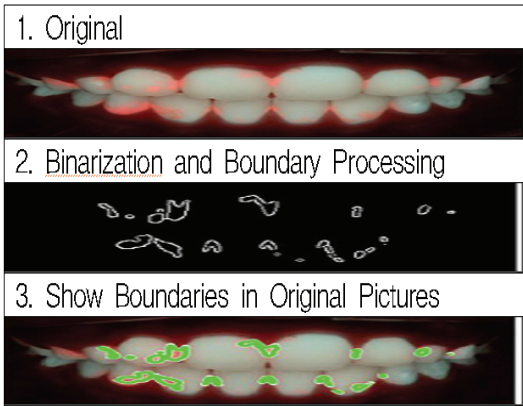 1. Original
2. Binarization and Boundary Processing
3. Show Boundaries in Original Pictures